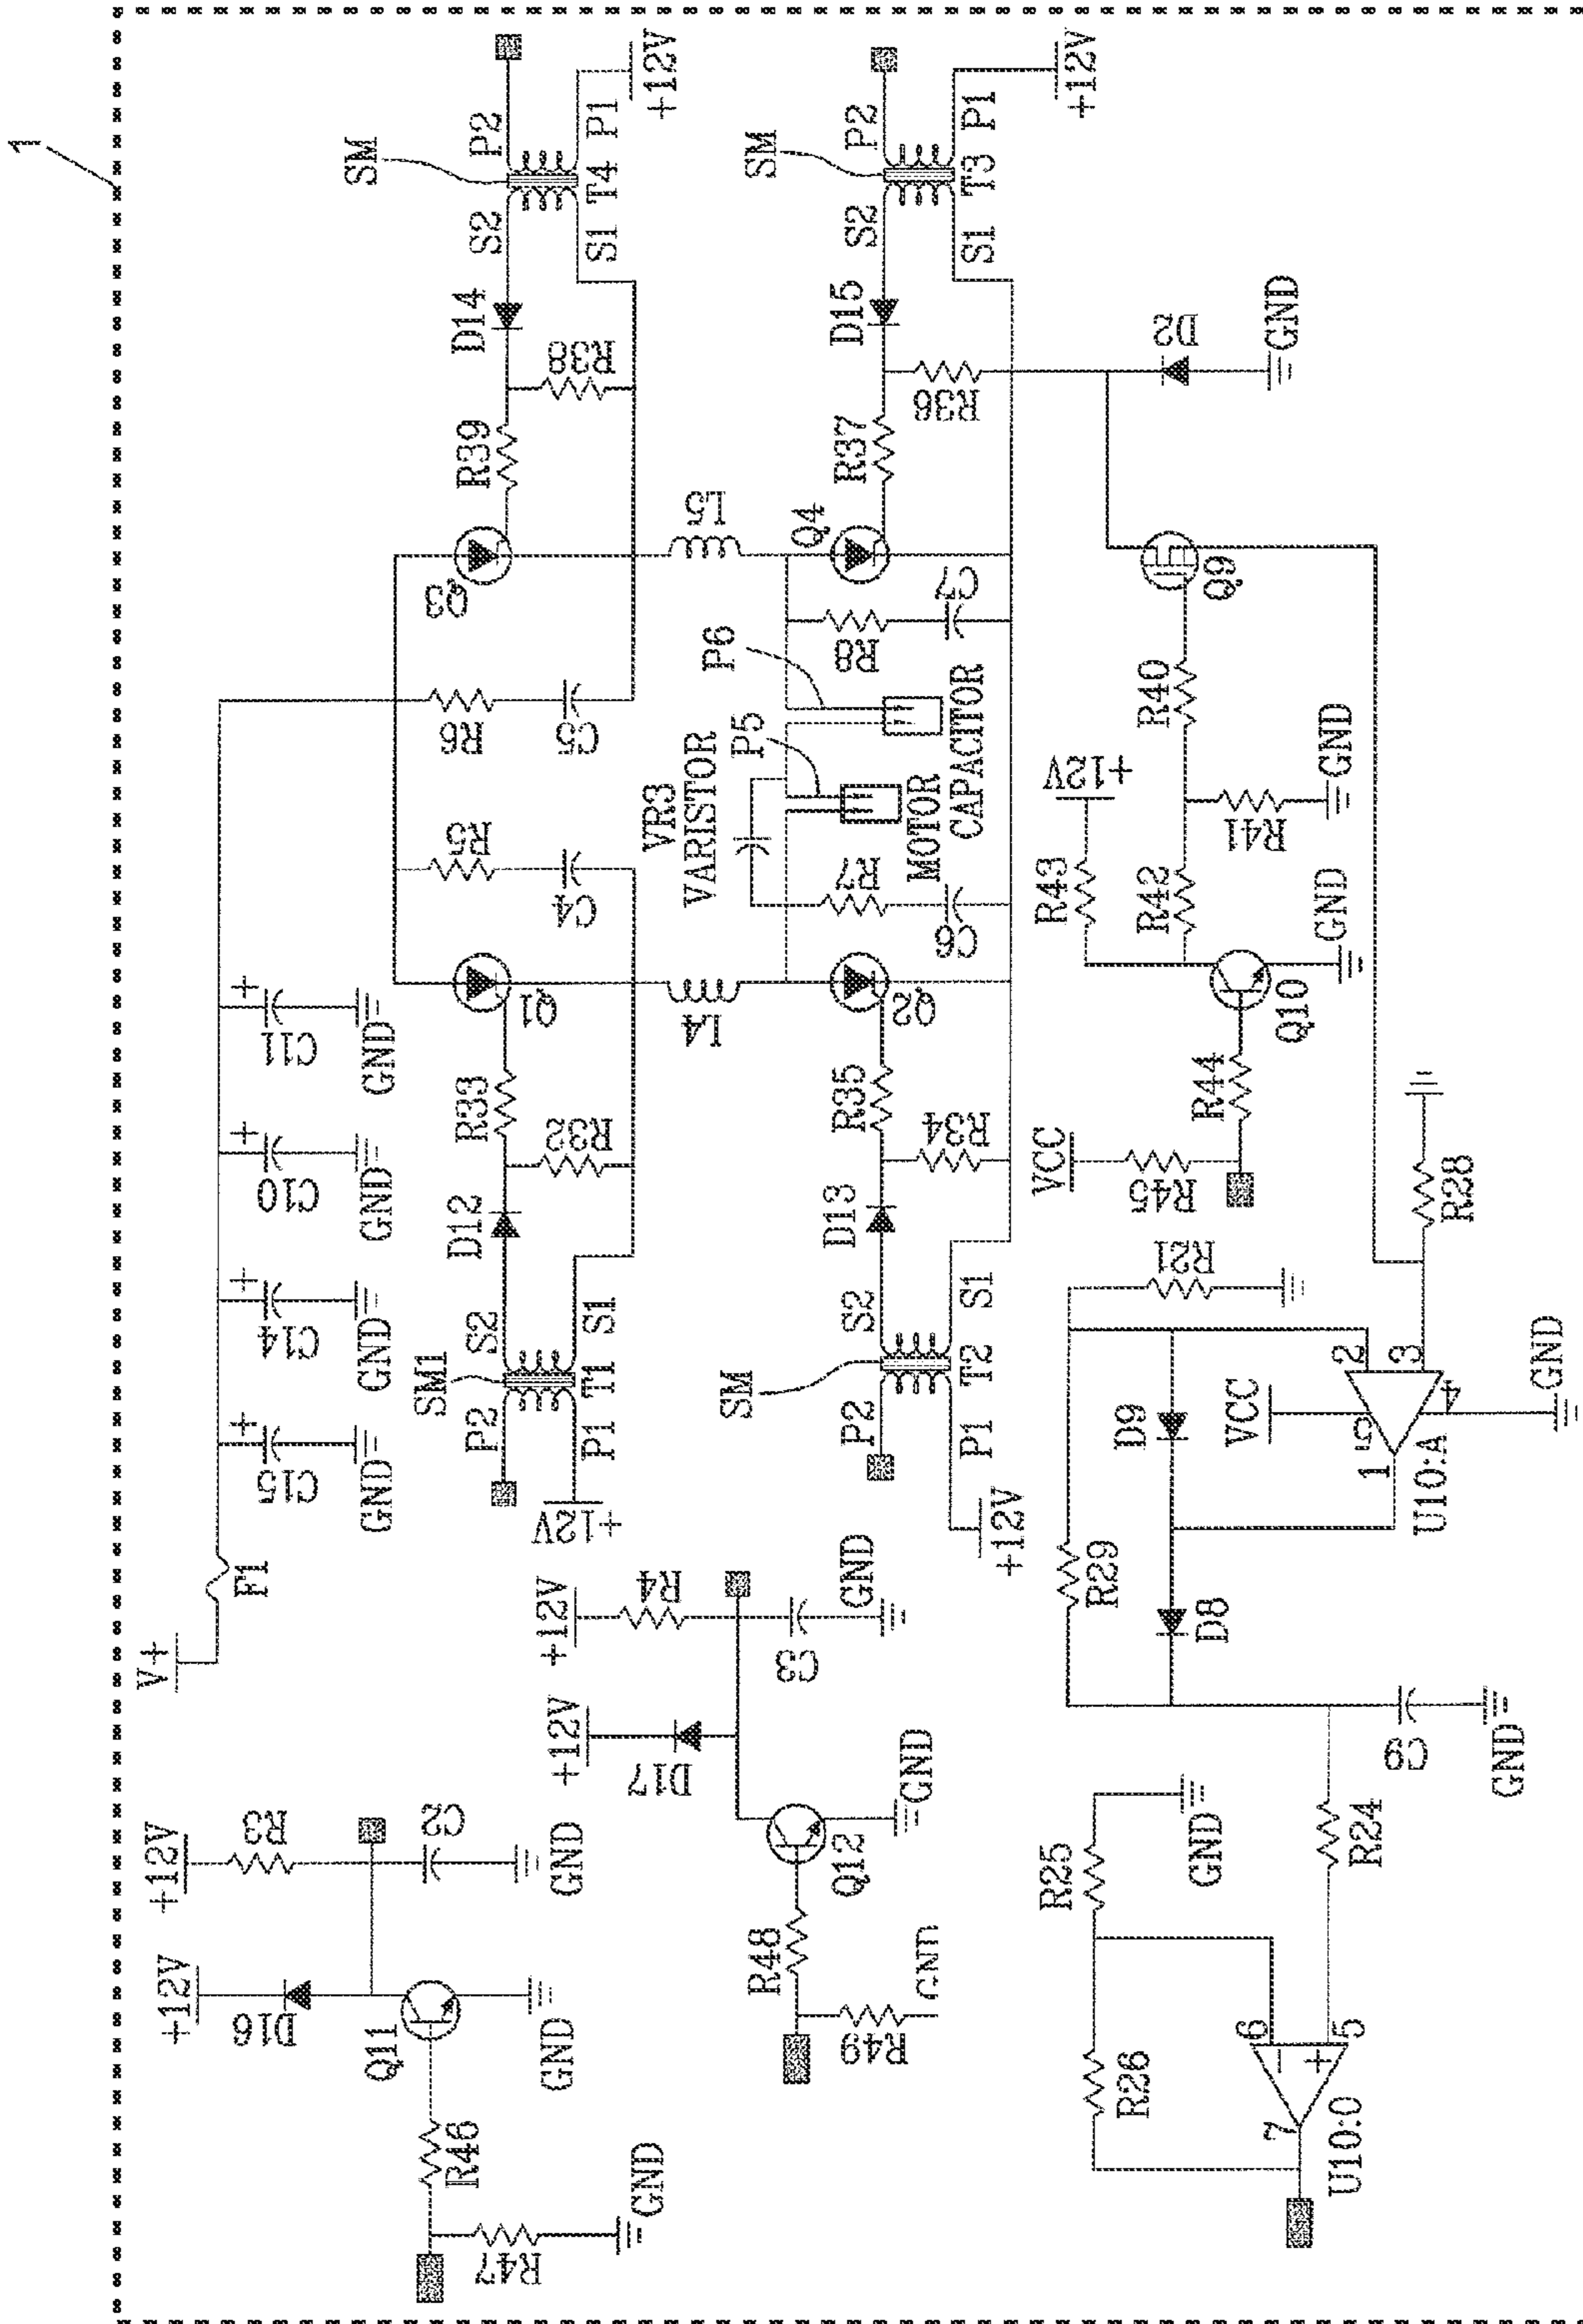 1
V+
F1
C15
+
GND
C14
+
GND
C10
+
GND
C11
+
GND
+12V
R3
C2
GND
+12V
D16
Q11
GND
R46
R47
GND
+12V
R4
C3
GND
+12V
D17
Q12
GND
R48
R49
GND
SM1
P2
S2
P1
T1
S1
+12V
D12
R33
R32
Q1
R5
C4
R6
C5
Q3
R39
D14
R38
SM
S2
P2
S1
T4
P1
+12V
L4
L5
VR3
VARISTOR
P5
P6
MOTOR
CAPACITOR
R7
C6
R8
C7
SM
P2
S2
P1
T2
S1
+12V
D13
R35
R34
Q2
Q4
R37
D15
R36
SM
S2
P2
S1
T3
P1
+12V
D2
GND
Q9
R40
R41
GND
R42
R43
+12V
Q10
GND
R44
R45
VCC
R28
R21
R29
D9
D8
VCC
2
3
5
4
1
U10:A
GND
C9
GND
R24
R25
GND
R26
6
5
−
+
7
U10:0